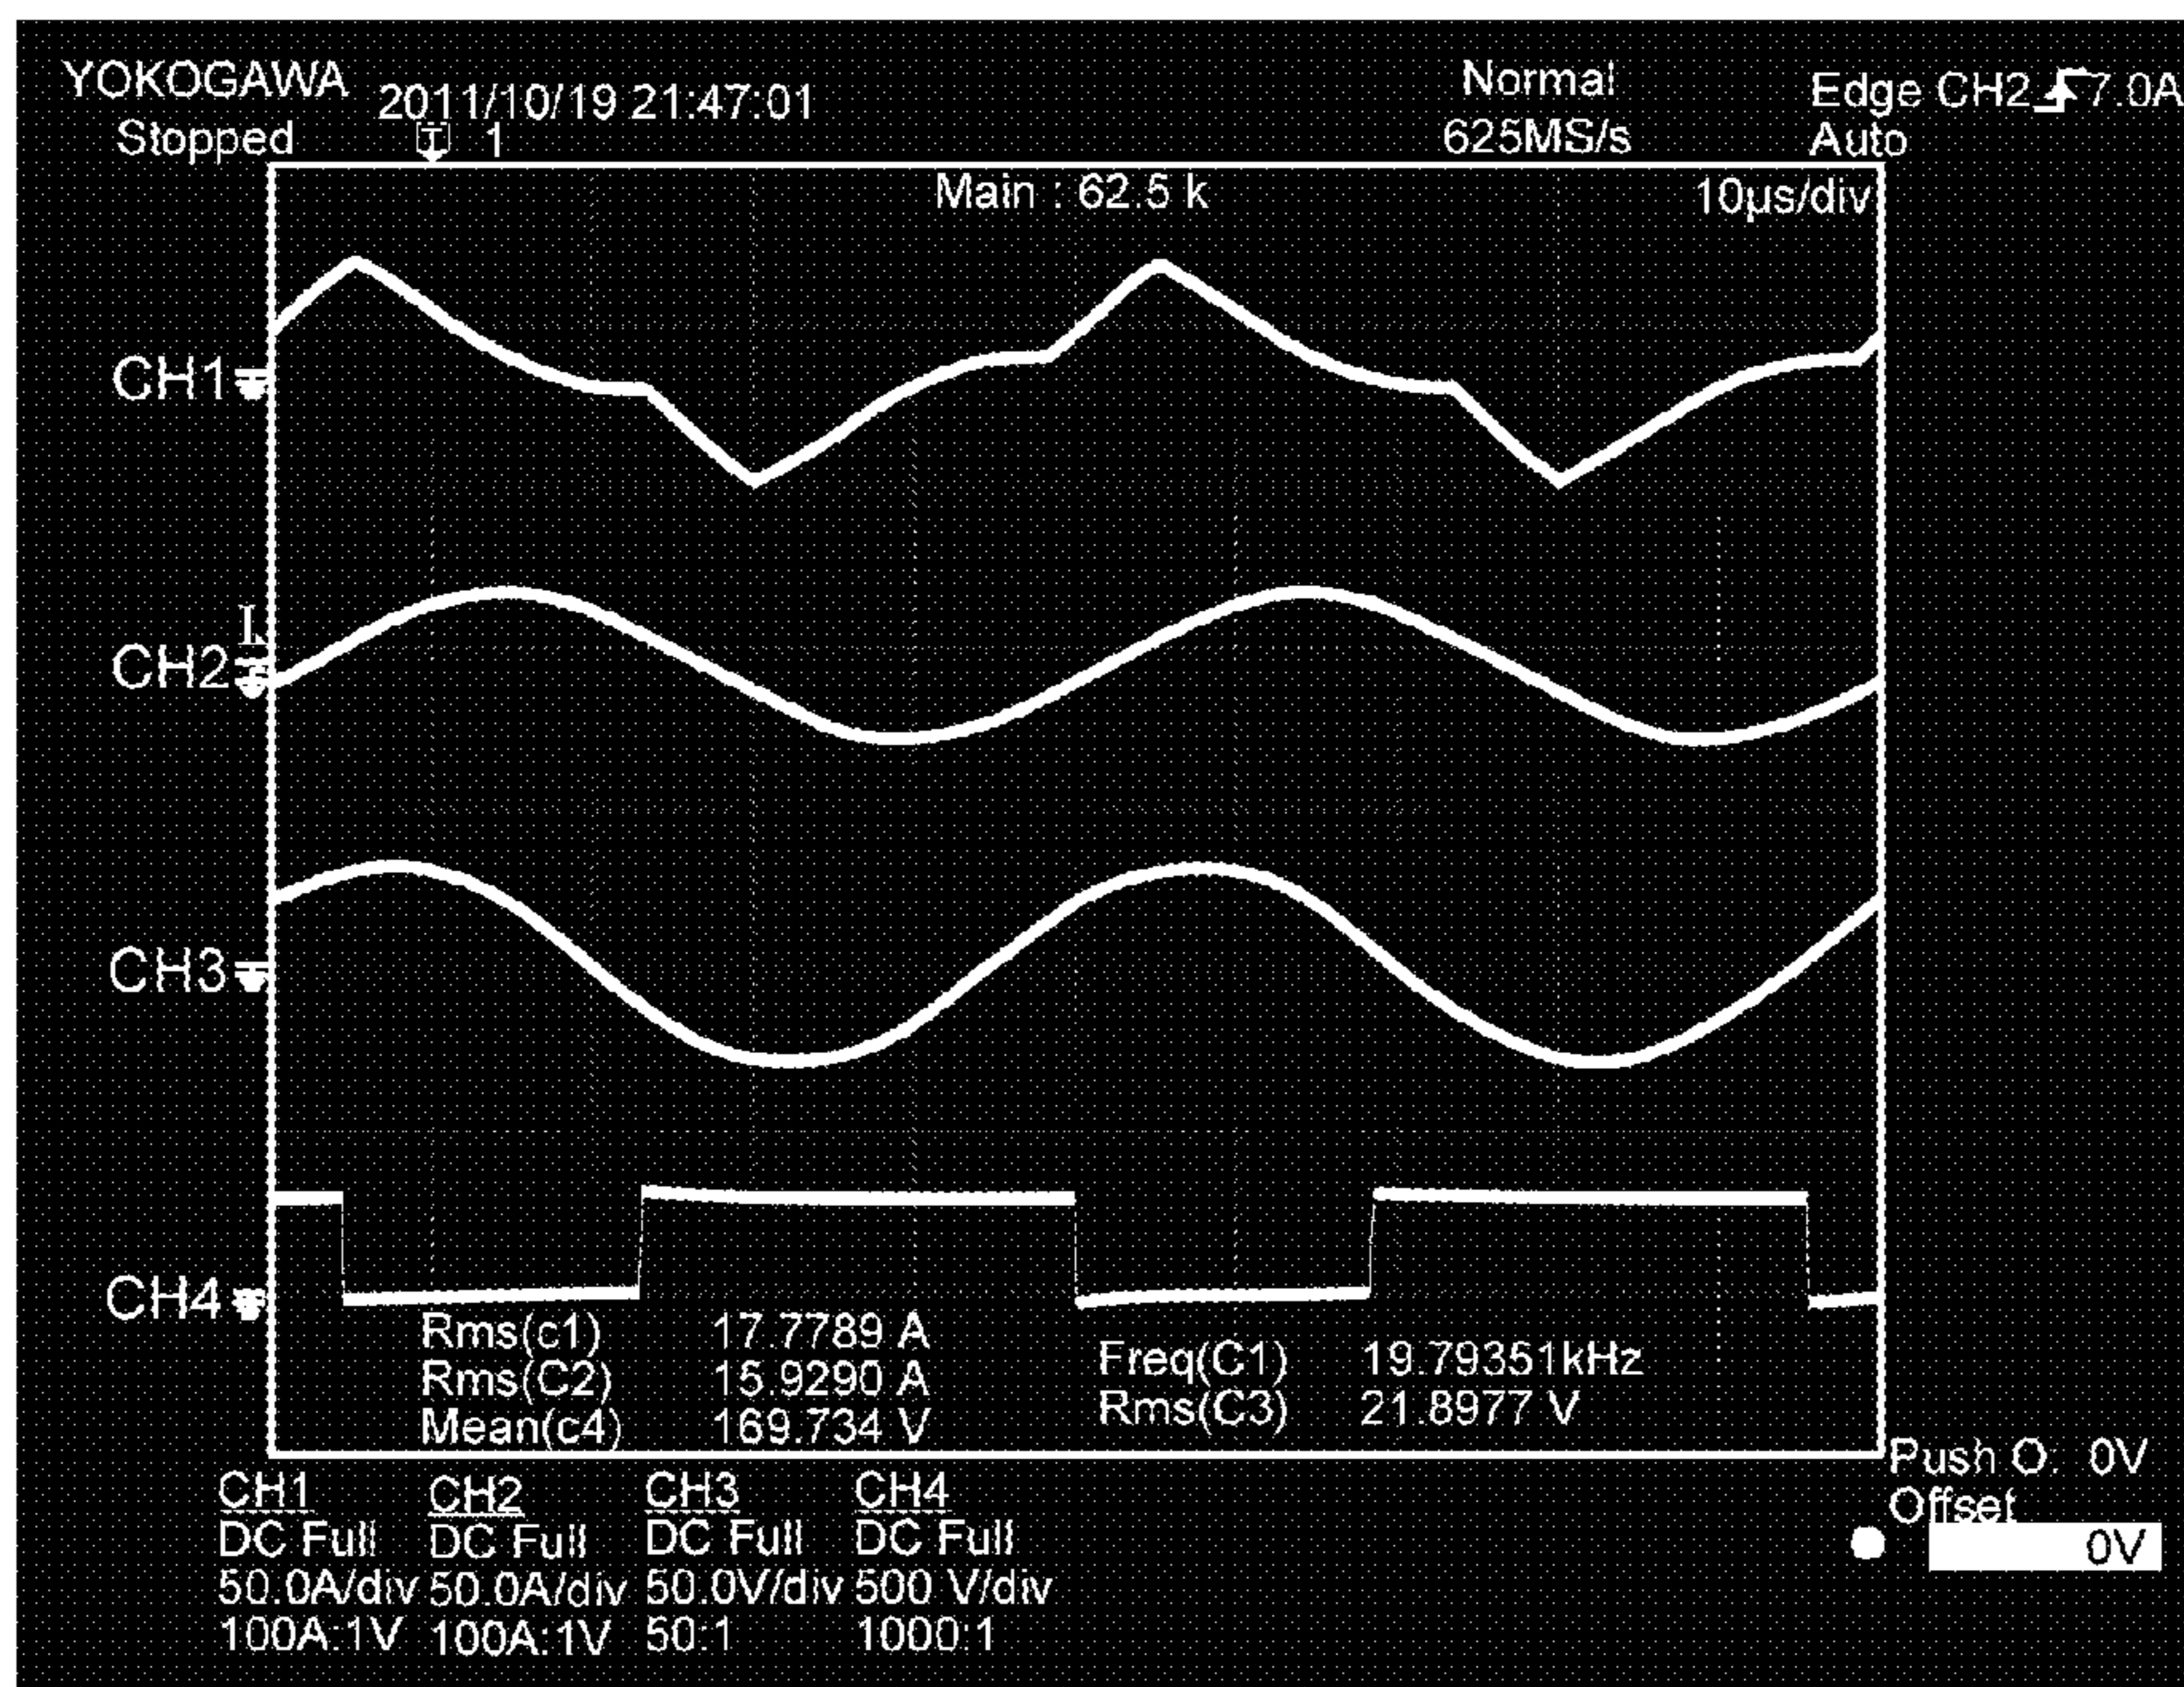 YOKOGAWA
2011/10/19 21:47:01
Normal
Edge CH2 7.0A
Stopped
T 1
625MS/s
Auto
Main : 62.5 k
10µs/div
CH1
CH2
CH3
CH4
Rms(c1) 17.7789 A
Rms(C2) 15.9290 A
Mean(c4) 169.734 V
Freq(C1) 19.79351kHz
Rms(C3) 21.8977 V
CH1
DC Full
50.0A/div
100A:1V
CH2
DC Full
50.0A/div
100A:1V
CH3
DC Full
50.0V/div
50:1
CH4
DC Full
500 V/div
1000:1
Push O: 0V
Offset
0V